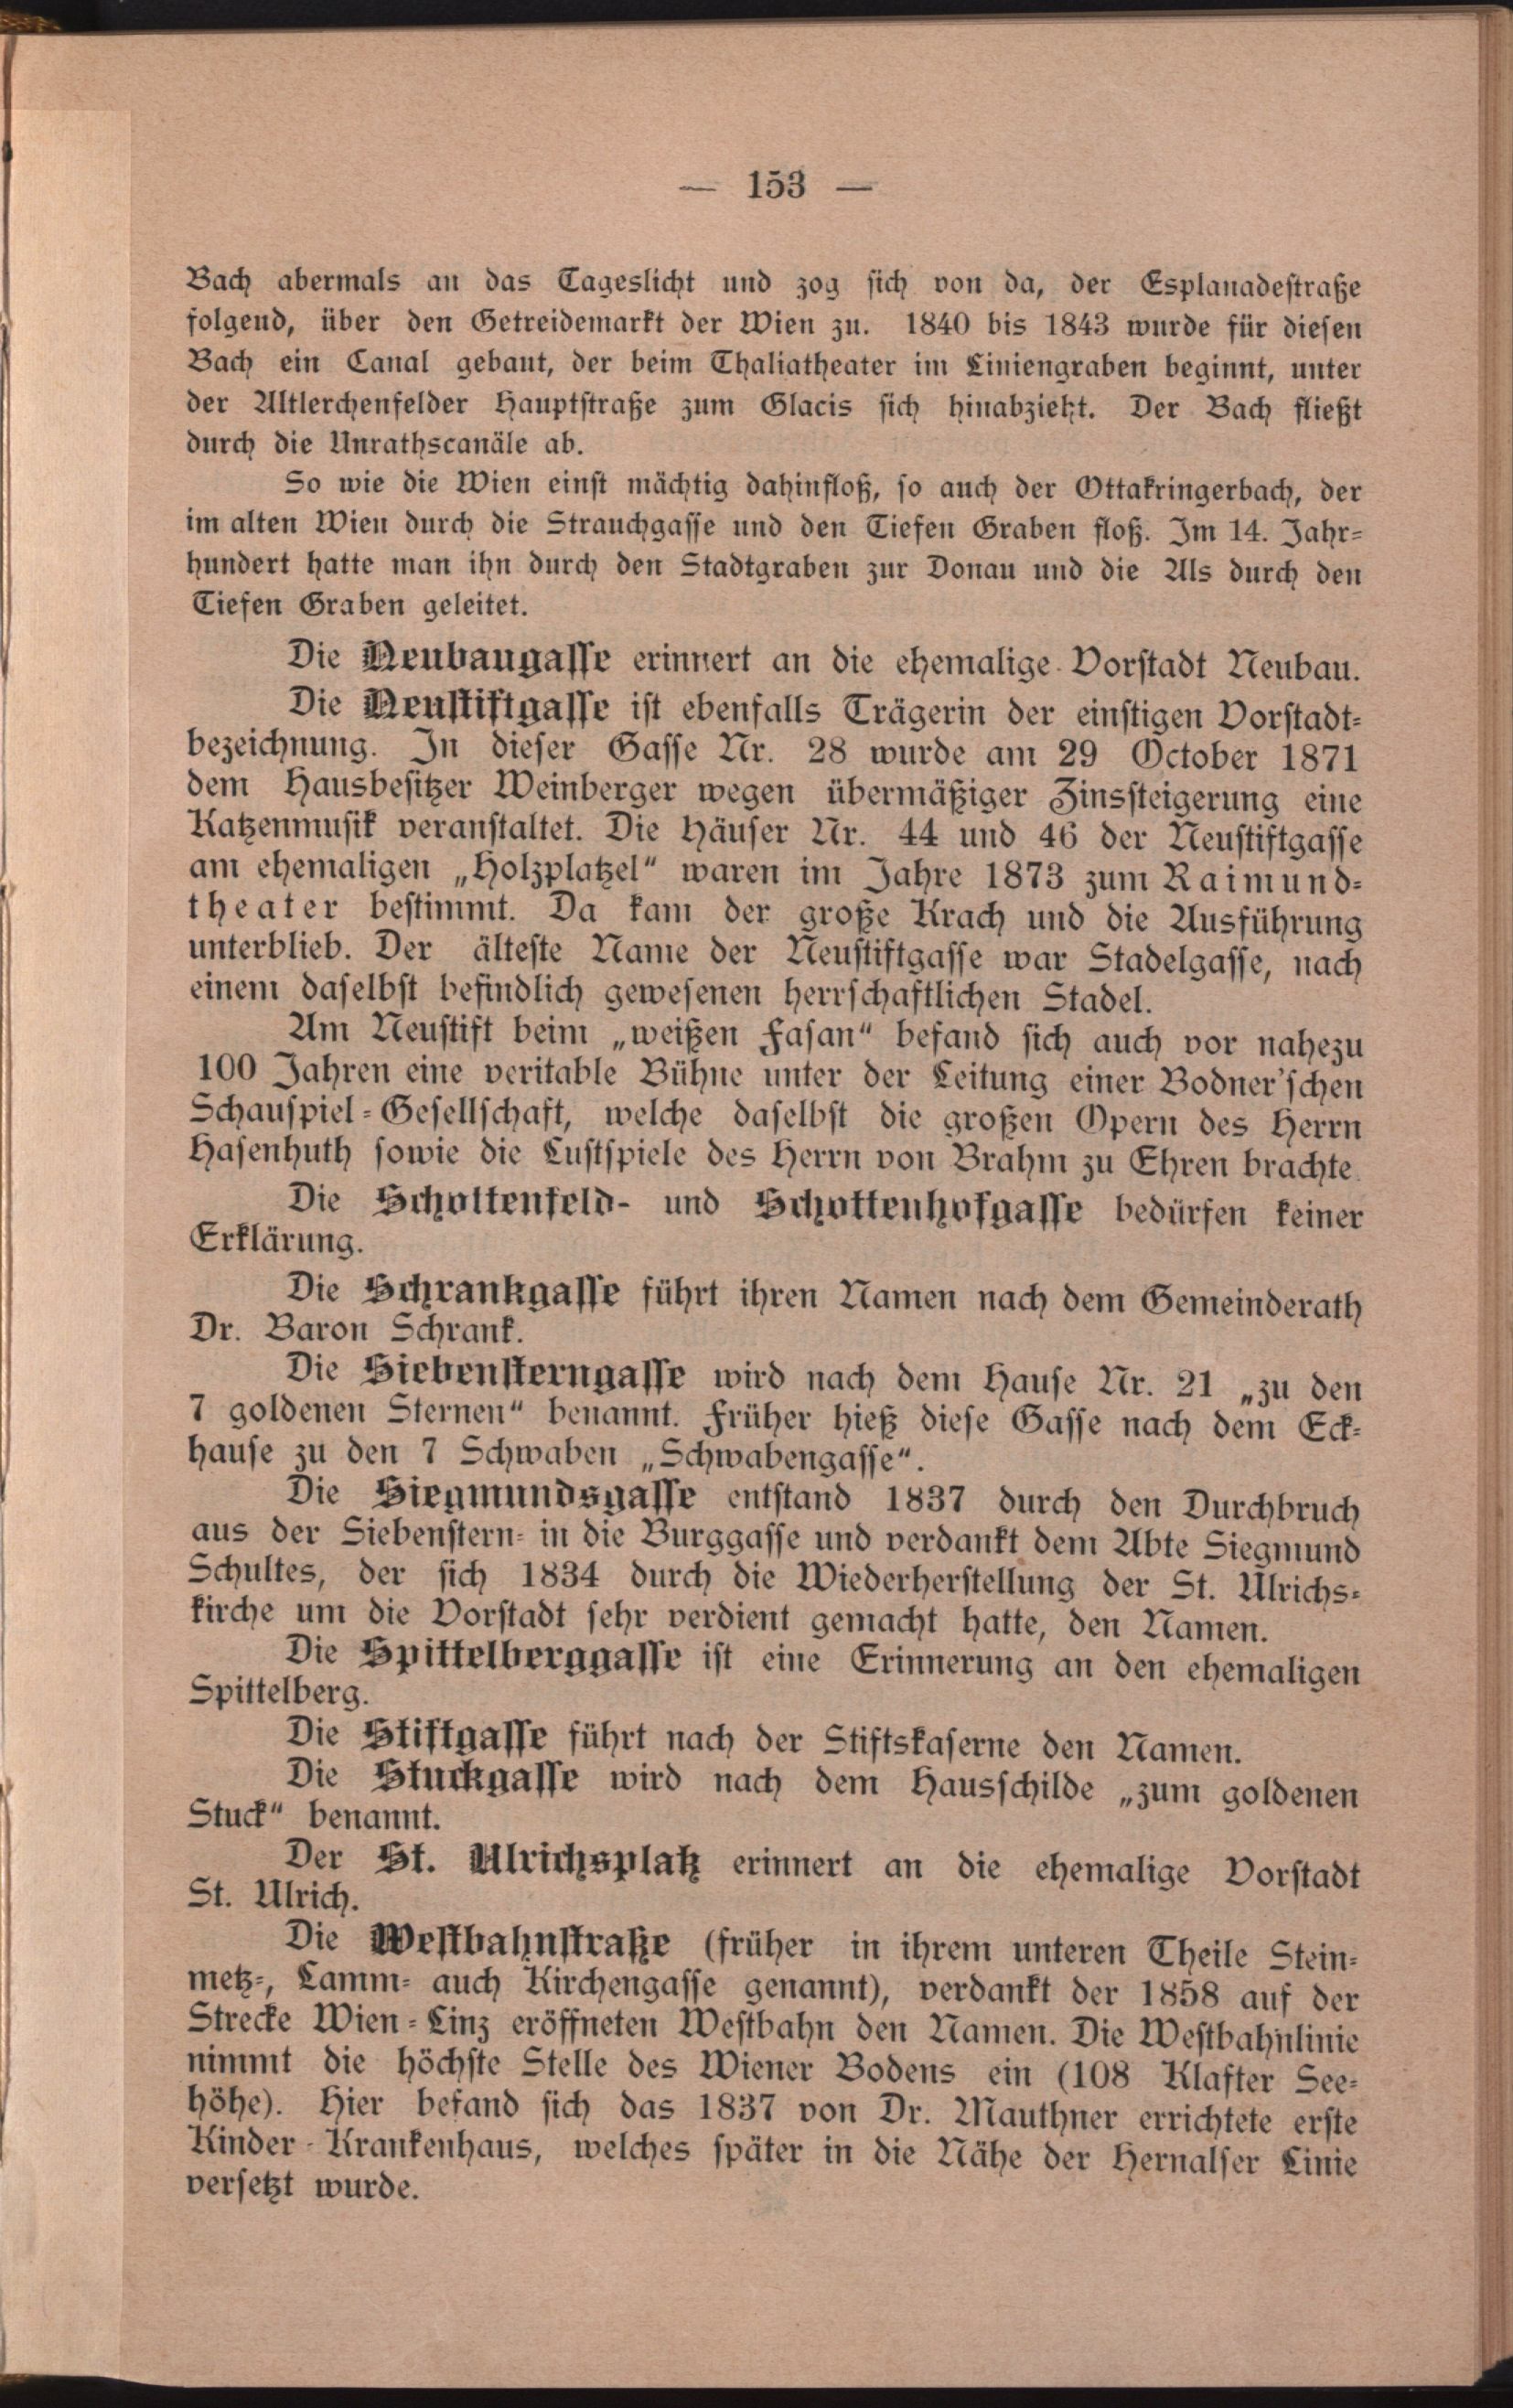 — 153 —
Bach abermals an das Tageslicht und zog sich von da, der Esplanadestraße
folgend, über den Getreidemarkt der Wien zu. 1840 bis 1843 wurde für diesen
Bach ein Canal gebaut, der beim Thaliatheater im Liniengraben beginnt, unter
der Altlerchenfelder Hauptstraße zum Glacis sich hinabzieht. Der Bach fließt
durch die Unrathscanäle ab.
So wie die Wien einst mächtig dahinfloß, so auch der Ottakringerbach, der
im alten Wien durch die Strauchgasse und den Tiefen Graben floß. Im 14. Jahr-
hundert hatte man ihn durch den Stadtgraben zur Donau und die Als durch den
Tiefen Graben geleitet.
Die Neubaugasse erinnert an die ehemalige Vorstadt Neubau.
Die Neustiftgasse ist ebenfalls Trägerin der einstigen Vorstadt-
bezeichnung. In dieser Gasse Nr. 28 wurde am 29 October 1871
dem Hausbesitzer Weinberger wegen übermäßiger Zinssteigerung eine
Katzenmusik veranstaltet. Die Häuser Nr. 44 und 46 der Neustiftgasse
am ehemaligen „Holzplatzel“ waren im Jahre 1873 zum Raimund-
theater bestimmt. Da kam der große Krach und die Ausführung
unterblieb. Der älteste Name der Neustiftgasse war Stadelgasse, nach
einem daselbst befindlich gewesenen herrschaftlichen Stadel.
Am Neustift beim „weißen Fasan“ befand sich auch vor nahezu
100 Jahren eine veritable Bühne unter der Leitung einer Bodner'schen
Schauspiel-Gesellschaft, welche daselbst die großen Opern des Herrn
Hasenhuth sowie die Lustspiele des Herrn von Brahm zu Ehren brachte.
Die Schottenfeld- und Schottenhofgasse bedürfen keiner
Erklärung.
Die Schrankgasse führt ihren Namen nach dem Gemeinderath
Dr. Baron Schrank.
Die Siebensterngasse wird nach dem Hause Nr. 21 „zu den
7 goldenen Sternen“ benannt. Früher hieß diese Gasse nach dem Eck-
hause zu den 7 Schwaben „Schwabengasse“.
Die Siegmundsgasse entstand 1837 durch den Durchbruch
aus der Siebenstern- in die Burggasse und verdankt dem Abte Siegmund
Schultes, der sich 1834 durch die Wiederherstellung der St. Ulrichs-
kirche um die Vorstadt sehr verdient gemacht hatte, den Namen.
Die Spittelberggasse ist eine Erinnerung an den ehemaligen
Spittelberg.
Die Stiftgasse führt nach der Stiftskaserne den Namen.
Die Stuckgasse wird nach dem Hausschilde „zum goldenen
Stuck“ benannt.
Der St. Ulrichsplatz erinnert an die ehemalige Vorstadt
St. Ulrich.
Die Westbahnstraße (früher in ihrem unteren Theile Stein-
metz-, Lamm- auch Kirchengasse genannt), verdankt der 1858 auf der
Strecke Wien-Linz eröffneten Westbahn den Namen. Die Westbahnlinie
nimmt die höchste Stelle des Wiener Bodens ein (108 Klafter See-
höhe). Hier befand sich das 1837 von Dr. Mauthner errichtete erste
Kinder-Krankenhaus, welches später in die Nähe der Hernalser Linie
versetzt wurde.